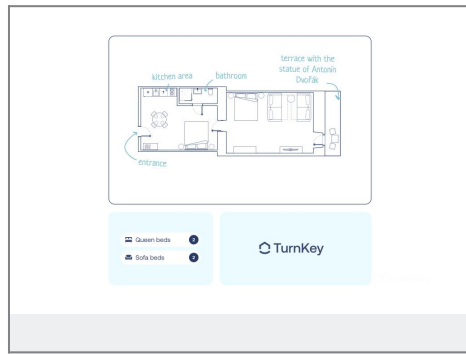 terrace with the
statue of Antonín
Dvořák
kitchen area
bathroom
entrance
Queen beds 2
Sofa beds 2
TurnKey